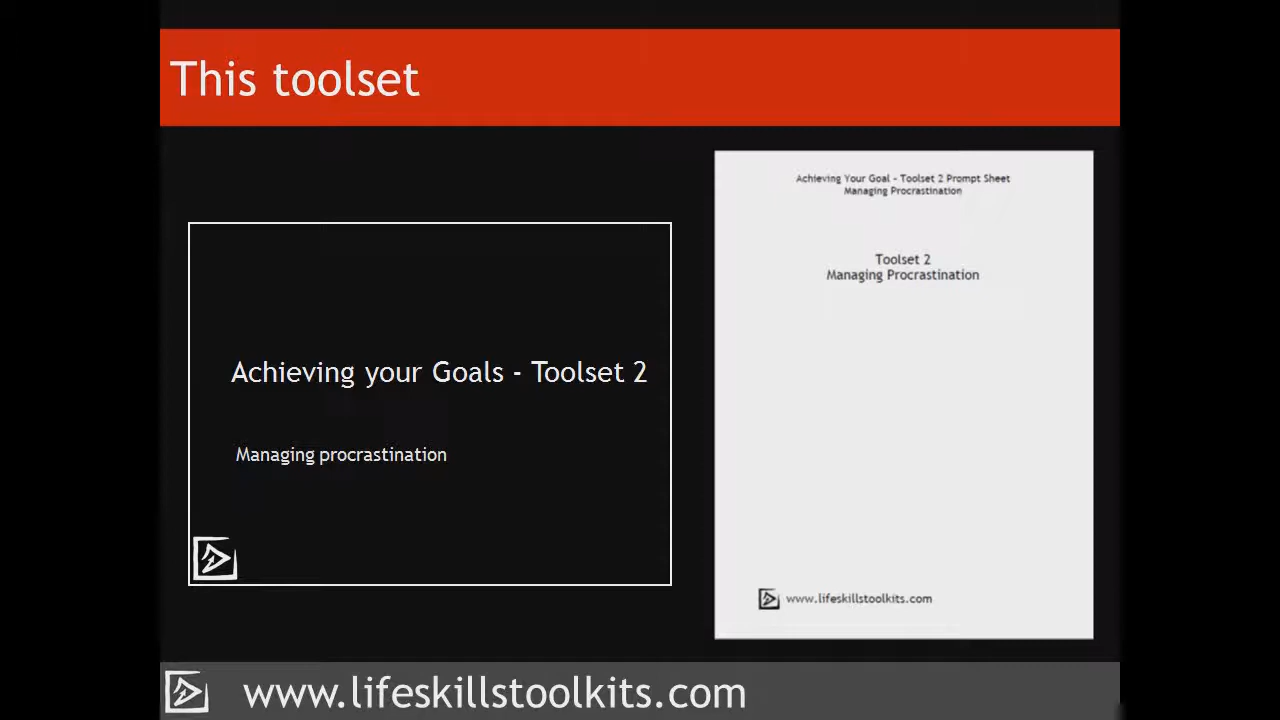 This toolset
Achieving your Goals - Toolset 2
Managing procrastination
Achieving Your Goal - Toolset 2 Prompt Sheet
Managing Procrastination
Toolset 2
Managing Procrastination
www.lifeskillstoolkits.com
www.lifeskillstoolkits.com